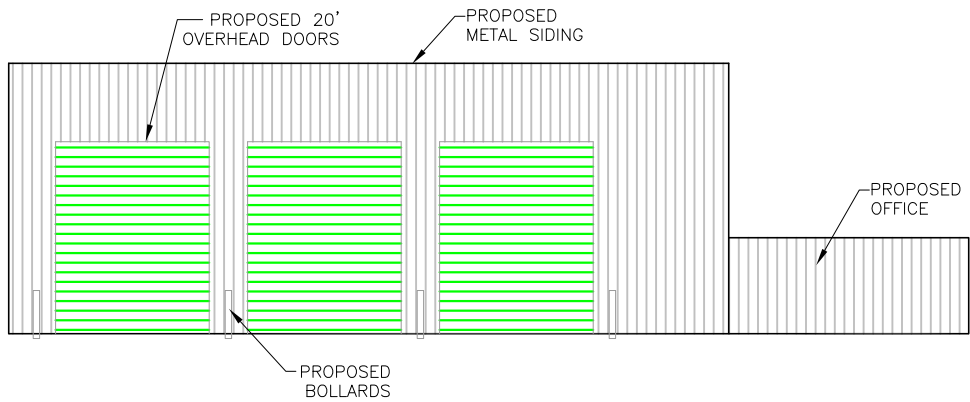 PROPOSED 20'
OVERHEAD DOORS
PROPOSED
METAL SIDING
PROPOSED
OFFICE
PROPOSED
BOLLARDS